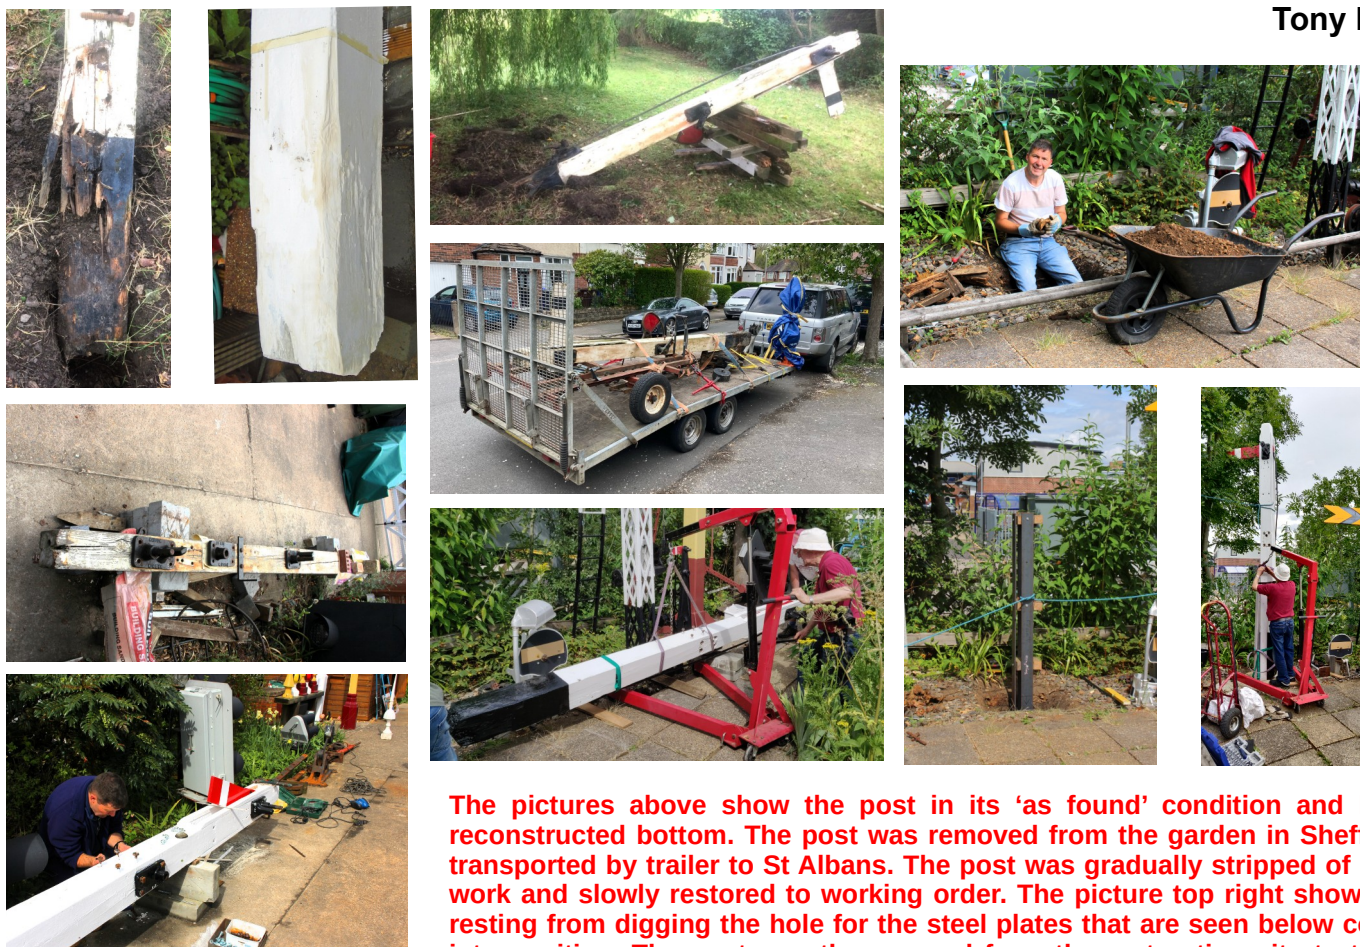 Tony
The pictures above show the post in its ‘as found’ condition and
reconstructed bottom. The post was removed from the garden in
transported by trailer to St Albans. The post was gradually stripped of
work and slowly restored to working order. The picture top right
resting from digging the hole for the steel plates that are seen below
BUILDING